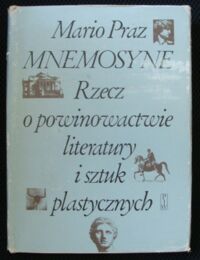 Mario Praz
MNEMOSYNE
Rzecz
o powinowactwie
literatury
i sztuk
plastycznych